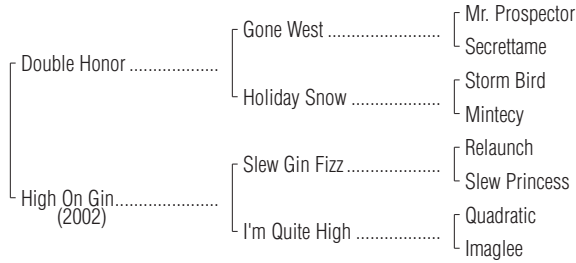 Mr. Prospector
Gone West ....................
Secrettame
Double Honor ................
Storm Bird
Holiday Snow ................
Mintecy
Relaunch
Slew Gin Fizz .................
Slew Princess
High On Gin...................
(2002)
Quadratic
I'm Quite High ................
Imaglee